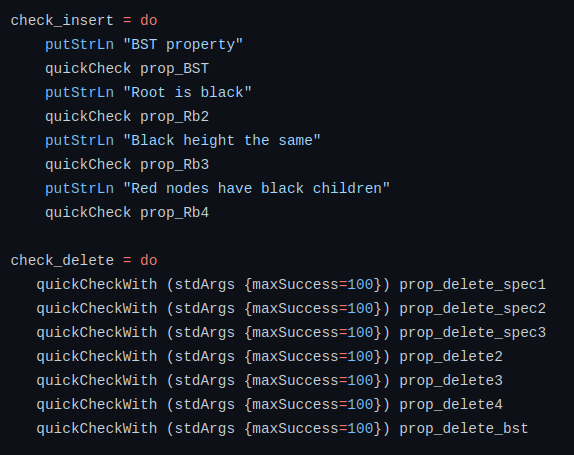 check_insert = do
    putStrLn "BST property"
    quickCheck prop_BST
    putStrLn "Root is black"
    quickCheck prop_Rb2
    putStrLn "Black height the same"
    quickCheck prop_Rb3
    putStrLn "Red nodes have black children"
    quickCheck prop_Rb4

check_delete = do
   quickCheckWith (stdArgs {maxSuccess=100}) prop_delete_spec1
   quickCheckWith (stdArgs {maxSuccess=100}) prop_delete_spec2
   quickCheckWith (stdArgs {maxSuccess=100}) prop_delete_spec3
   quickCheckWith (stdArgs {maxSuccess=100}) prop_delete2
   quickCheckWith (stdArgs {maxSuccess=100}) prop_delete3
   quickCheckWith (stdArgs {maxSuccess=100}) prop_delete4
   quickCheckWith (stdArgs {maxSuccess=100}) prop_delete_bst